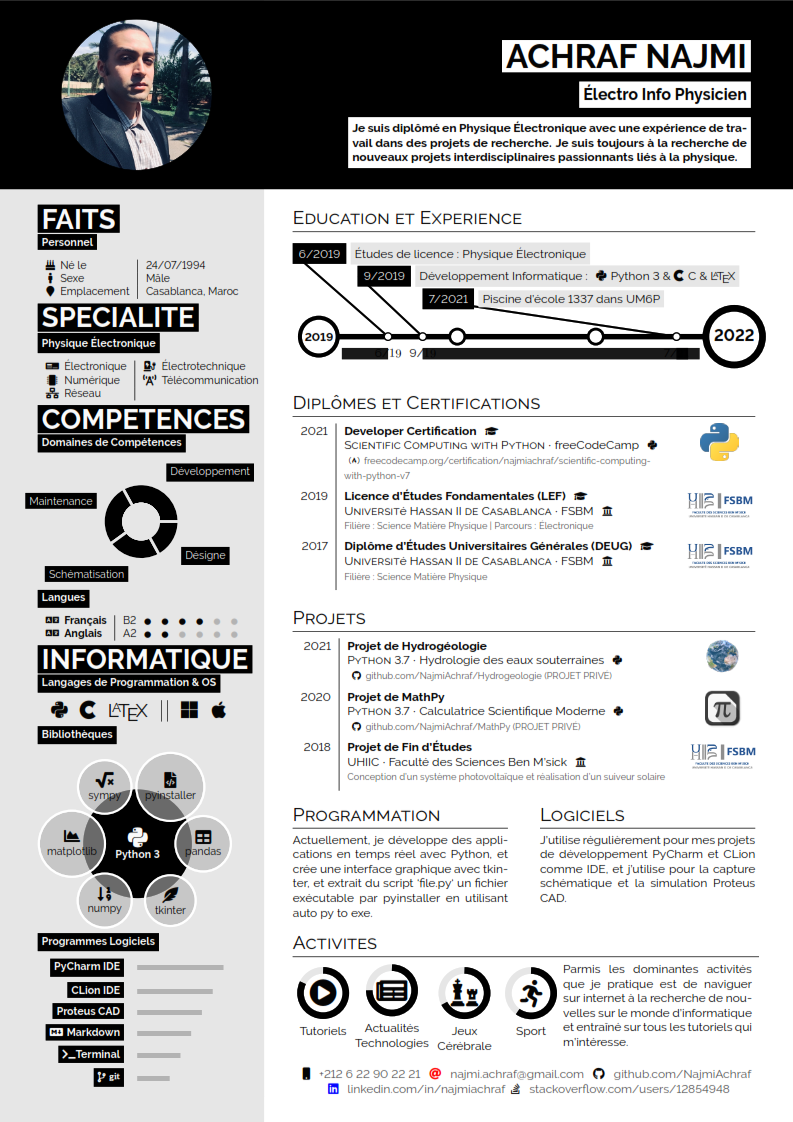 ACHRAF NAJMI
Électro Info Physicien
Je suis diplômé en Physique Électronique avec une expérience de tra-
vail dans des projets de recherche. Je suis toujours à la recherche de
nouveaux projets interdisciplinaires passionnants liés à la physique.
FAITS
Personnel
Né le 24/07/1994
Sexe Mâle
Emplacement Casablanca, Maroc
SPECIALITE
Physique Électronique
Électronique Électrotechnique
Numérique Télécommunication
Réseau
COMPETENCES
Domaines de Compétences
Développement
Maintenance
Désigne
Schématisation
Langues
Français B2
Anglais A2
INFORMATIQUE
Langages de Programmation & OS
LATEX
Bibliothèques
sympy pyinstaller
matplotlib Python 3 pandas
numpy tkinter
Programmes Logiciels
PyCharm IDE
CLion IDE
Proteus CAD
Markdown
Terminal
git
EDUCATION ET EXPERIENCE
6/2019 Études de licence : Physique Électronique
9/2019 Développement Informatique : Python 3 & C & LATEX
7/2021 Piscine d'école 1337 dans UM6P
2019 2022
DIPLÔMES ET CERTIFICATIONS
2021 Developer Certification
SCIENTIFIC COMPUTING WITH PYTHON · freeCodeCamp
freecodecamp.org/certification/najmiachraf/scientific-computing-
with-python-v7
2019 Licence d'Études Fondamentales (LEF)
UNIVERSITÉ HASSAN II DE CASABLANCA · FSBM
FSBM
Filière : Science Matière Physique | Parcours : Électronique
2017 Diplôme d'Études Universitaires Générales (DEUG)
UNIVERSITÉ HASSAN II DE CASABLANCA · FSBM
FSBM
Filière : Science Matière Physique
PROJETS
2021 Projet de Hydrogéologie
PYTHON 3.7 · Hydrologie des eaux souterraines
github.com/NajmiAchraf/Hydrogeologie (PROJET PRIVÉ)
2020 Projet de MathPy
PYTHON 3.7 · Calculatrice Scientifique Moderne
π
github.com/NajmiAchraf/MathPy (PROJET PRIVÉ)
2018 Projet de Fin d'Études
FSBM
UHIIC · Faculté des Sciences Ben M'sick
Conception d'un système photovoltaïque et réalisation d'un suiveur solaire
PROGRAMMATION
Actuellement, je développe des appli-
cations en temps réel avec Python, et
crée une interface graphique avec tkin-
ter, et extrait du script 'file.py' un fichier
exécutable par pyinstaller en utilisant
auto py to exe.
LOGICIELS
J'utilise régulièrement pour mes projets
de développement PyCharm et CLion
comme IDE, et j'utilise pour la capture
schématique et la simulation Proteus
CAD.
ACTIVITES
Tutoriels
Actualités
Technologies
Jeux
Cérébrale
Sport
Parmis les dominantes activités
que je pratique est de naviguer
sur internet à la recherche de nou-
velles sur le monde d'informatique
et entraîné sur tous les tutoriels qui
m'intéresse.
+212 6 22 90 22 21 najmi.achraf@gmail.com github.com/NajmiAchraf
linkedin.com/in/najmiachraf stackoverflow.com/users/12854948